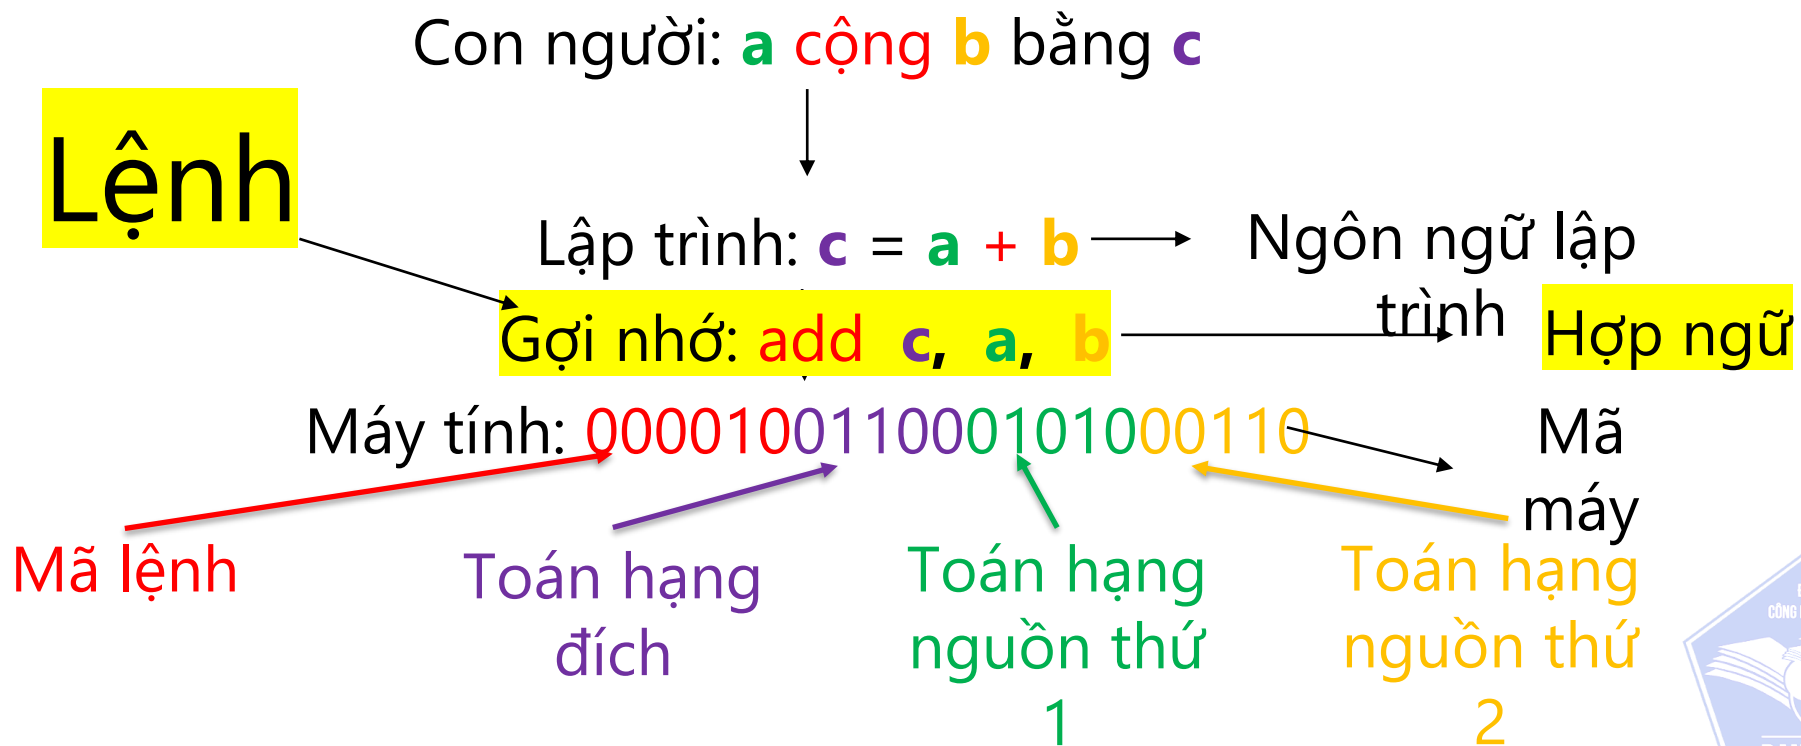 Con người: a cộng b bằng c
Lệnh
Lập trình: c = a + b
Ngôn ngữ lập
trình
Gợi nhớ: add c, a, b
Hợp ngữ
Máy tính: 000010011000101000110
Mã
máy
Mã lệnh
Toán hạng
đích
Toán hạng
nguồn thứ
1
Toán hạng
nguồn thứ
2